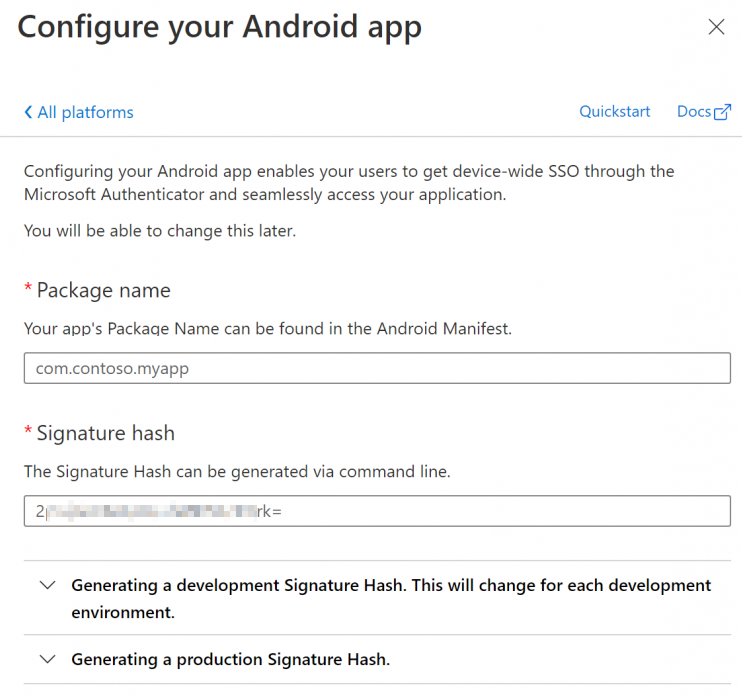 Configure your Android app
All platforms
Quickstart Docs
Configuring your Android app enables your users to get device-wide SSO through the
Microsoft Authenticator and seamlessly access your application.
You will be able to change this later.
* Package name
Your app's Package Name can be found in the Android Manifest.
com.contoso.myapp
* Signature hash
The Signature Hash can be generated via command line.
rk=
Generating a development Signature Hash. This will change for each development
environment.
Generating a production Signature Hash.